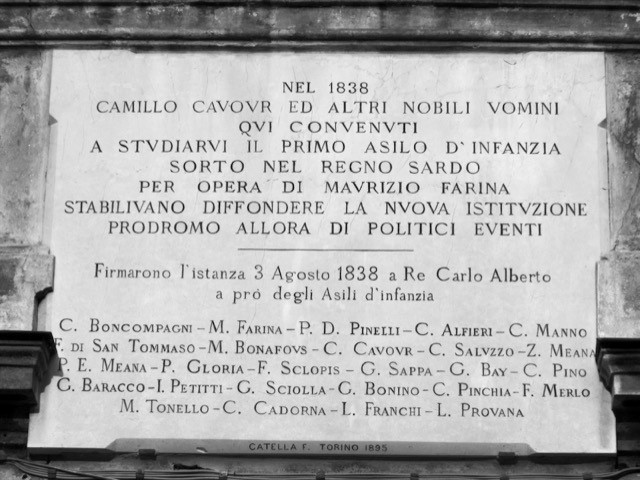 NEL 1838
CAMILLO CAVOVR ED ALTRI NOBILI VOMINI
QVI CONVENVTI
A STVDIARVI IL PRIMO ASILO D'INFANZIA
SORTO NEL REGNO SARDO
PER OPERA DI MAVRIZIO FARINA
STABILIVANO DIFFONDERE LA NVOVA ISTITVZIONE
PRODROMO ALLORA DI POLITICI EVENTI
Firmarono l'istanza 3 Agosto 1838 a Re Carlo Alberto
a prò degli Asili d'infanzia
C. BONCOMPAGNI – M. FARINA – P. D. PINELLI – C. ALFIERI – C. MANNO
F. DI SAN TOMMASO – M. BONAFOVS – C. CAVOVR – C. SALVZZO – Z. MEANA
P. E. MEANA – P. GLORIA – F. SCLOPIS – G. SAPPA – G. BAY – C. PINO
G. BARACCO – I. PETITTI – G. SCIOLLA – G. BONINO – C. PINCHIA – F. MERLO
M. TONELLO – C. CADORNA – L. FRANCHI – L. PROVANA
CATELLA F. TORINO 1895